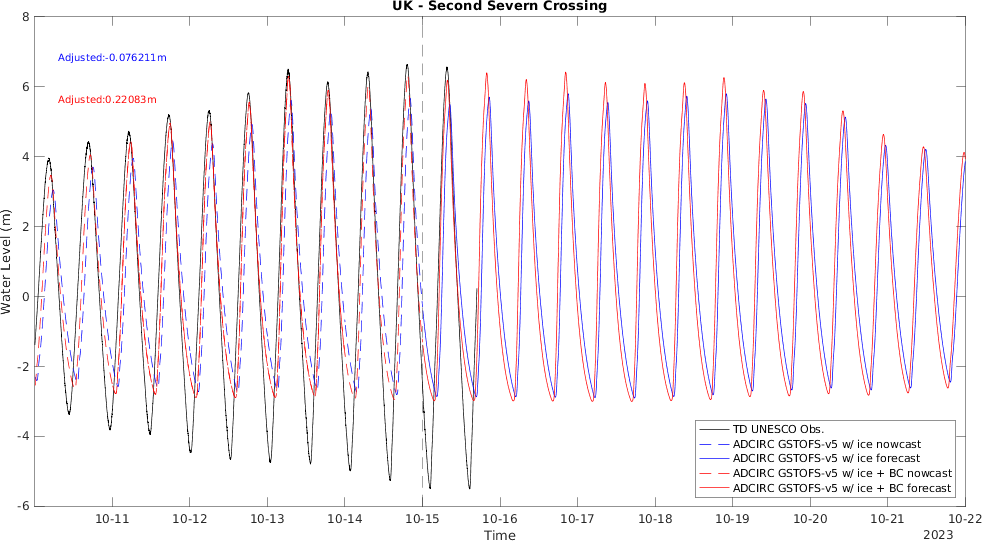 UK - Second Severn Crossing
8
6
4
2
0
-2
-4
-6
Water Level (m)
Adjusted:-0.076211m
Adjusted:0.22083m
TD UNESCO Obs.
ADCIRC GSTOFS-v5 w/ ice nowcast
ADCIRC GSTOFS-v5 w/ ice forecast
ADCIRC GSTOFS-v5 w/ ice + BC nowcast
ADCIRC GSTOFS-v5 w/ ice + BC forecast
10-11 10-12 10-13 10-14 10-15 10-16 10-17 10-18 10-19 10-20 10-21 10-22
Time
2023